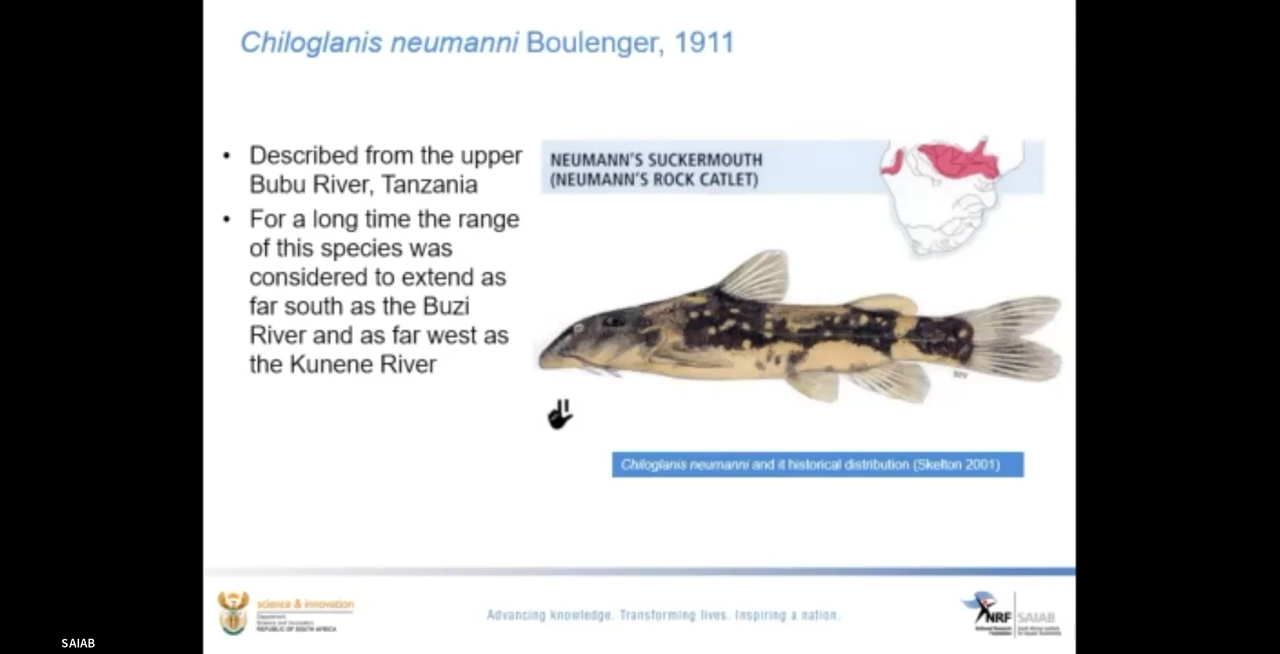 Chiloglanis neumanni Boulenger, 1911
• Described from the upper
Bubu River, Tanzania
• For a long time the range
of this species was
considered to extend as
far south as the Buzi
River and as far west as
the Kunene River
NEUMANN'S SUCKERMOUTH
(NEUMANN'S ROCK CATLET)
Chiloglanis neumanni and it historical distribution (Skelton 2001)
science & innovation
Department:
Science and Innovation
REPUBLIC OF SOUTH AFRICA
Advancing knowledge. Transforming lives. Inspiring a nation.
NRF
SAIAB
SAIAB